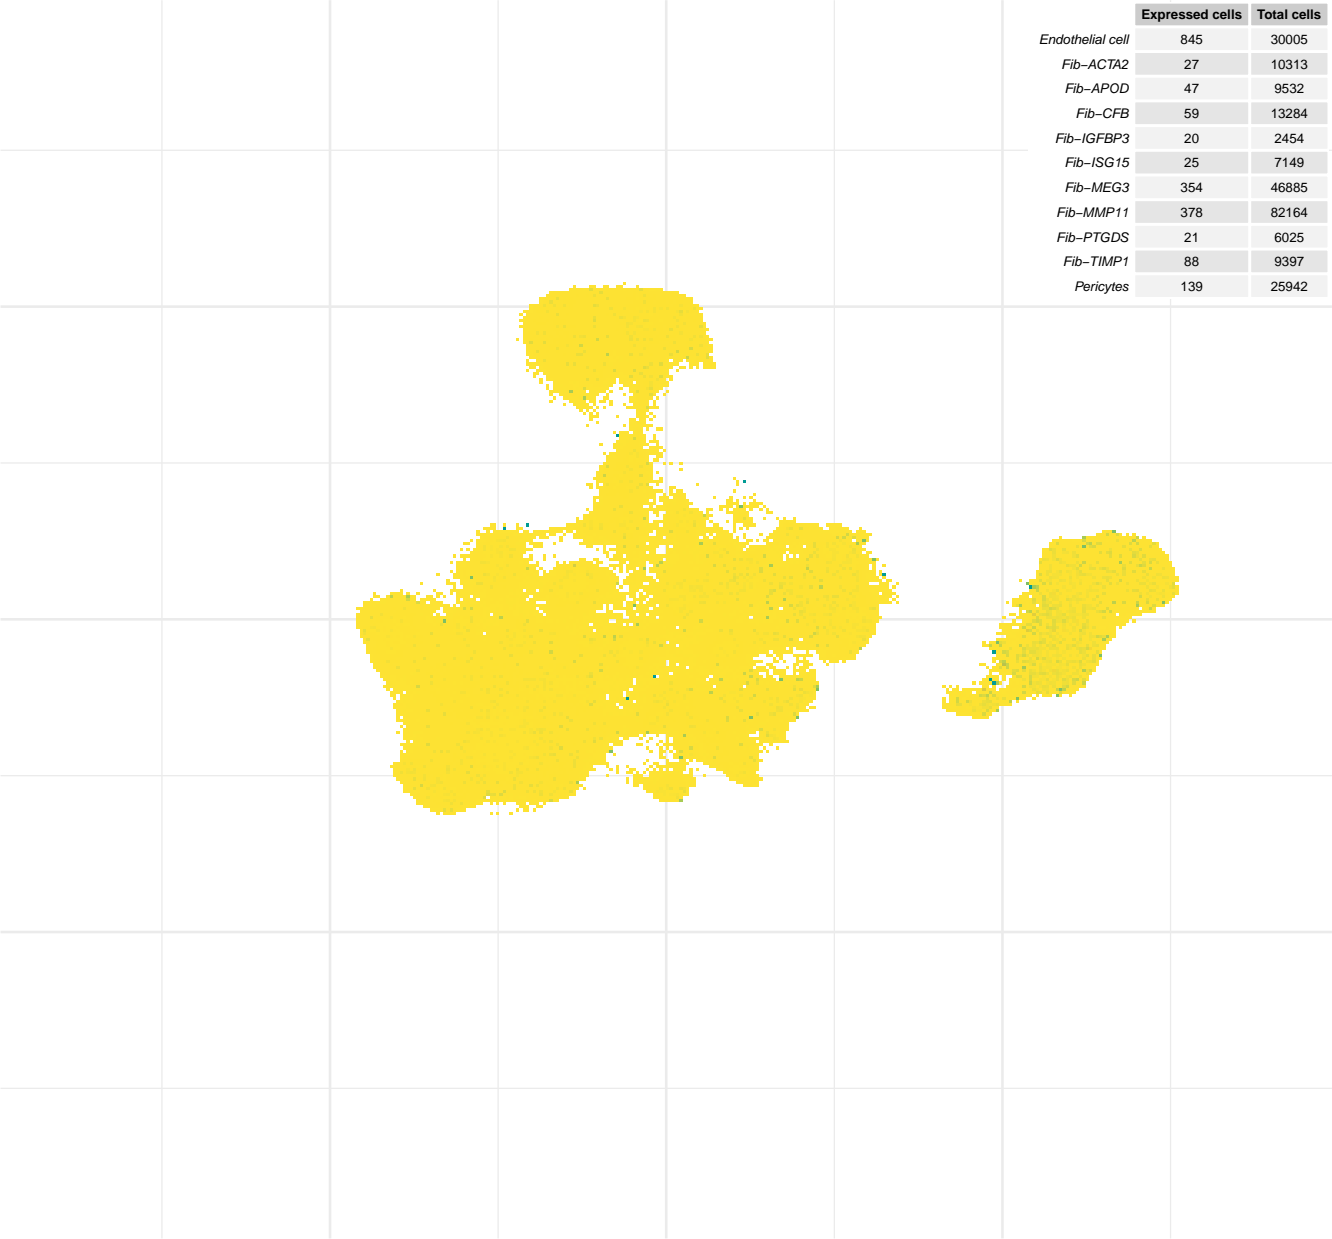 Expressed cells Total cells
Endothelial cell 845 30005
Fib−ACTA2 27 10313
Fib−APOD 47 9532
Fib−CFB 59 13284
Fib−IGFBP3 20 2454
Fib−ISG15 25 7149
Fib−MEG3 354 46885
Fib−MMP11 378 82164
Fib−PTGDS 21 6025
Fib−TIMP1 88 9397
Pericytes 139 25942